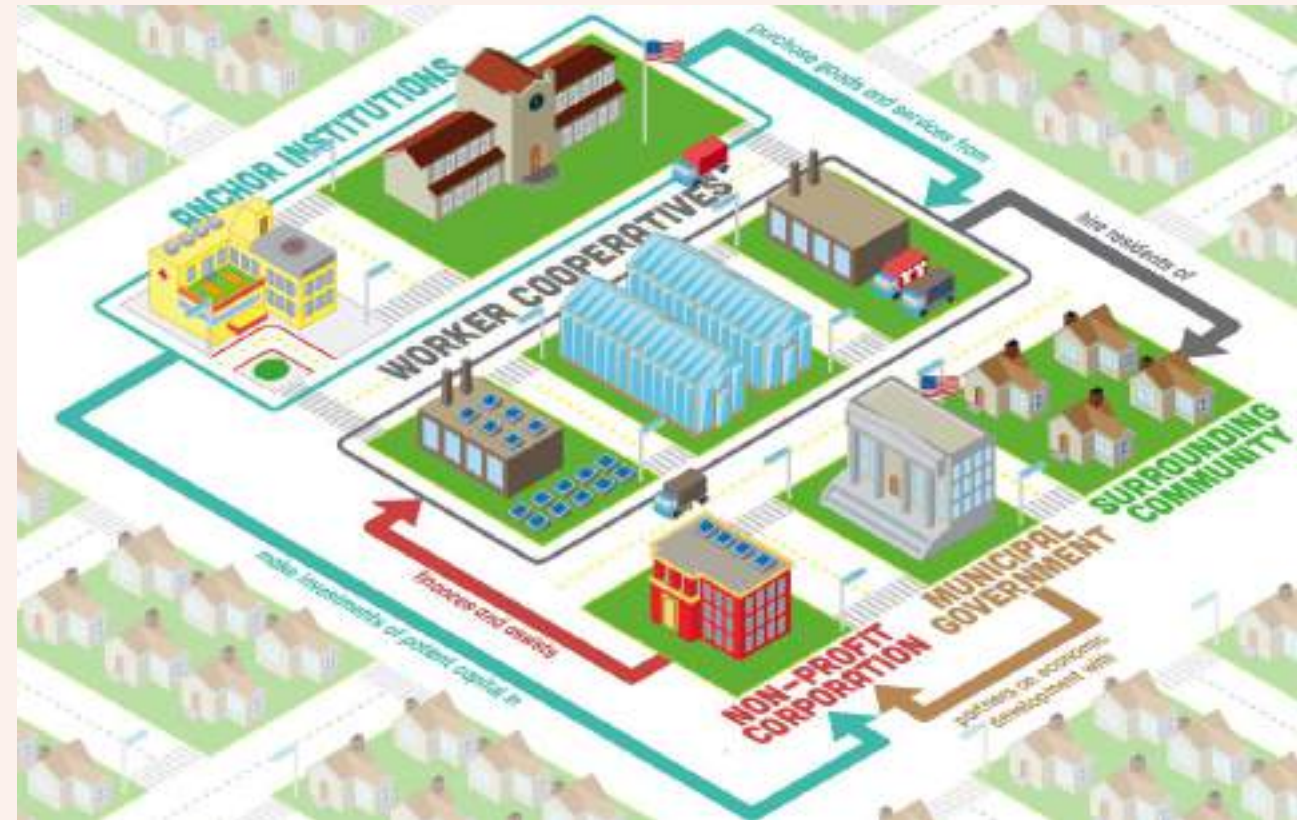 ANCHOR INSTITUTIONS
purchase goods and services from
WORKER COOPERATIVES
hire residents of
SURROUNDING
COMMUNITY
MUNICIPAL
GOVERNMENT
finances and assists
make investments of patient capital in
NON-PROFIT
CORPORATION
partners on economic
development with